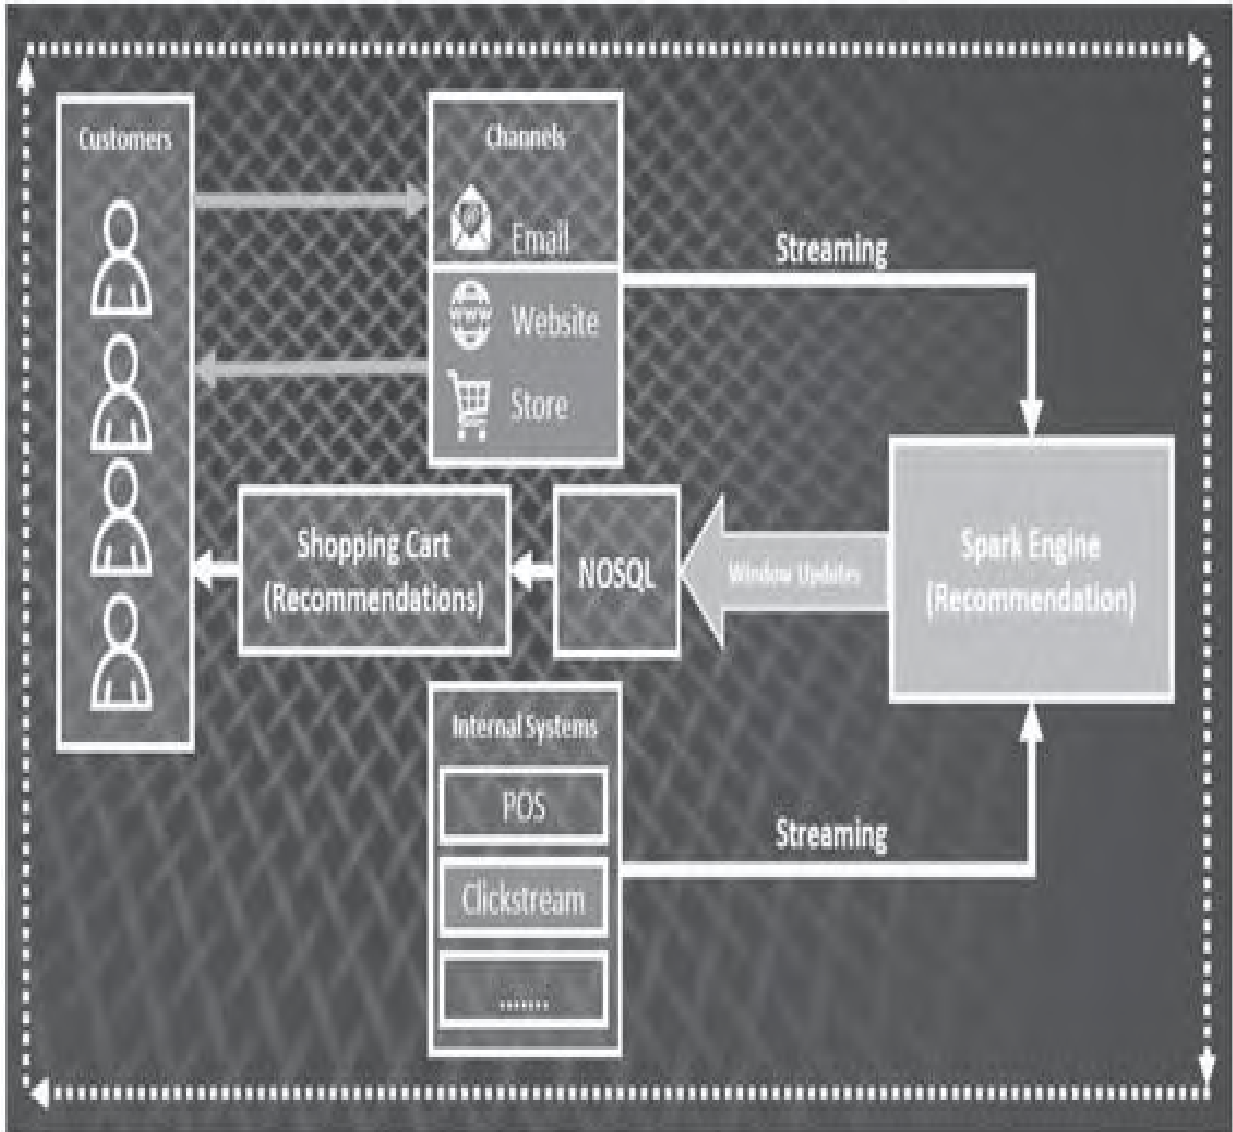 Customers
Channels
Email
Website
Store
Streaming
Shopping Cart
(Recommendations)
NOSQL
Window Updates
Spark Engine
(Recommendation)
Internal Systems
POS
Clickstream
.......
Streaming